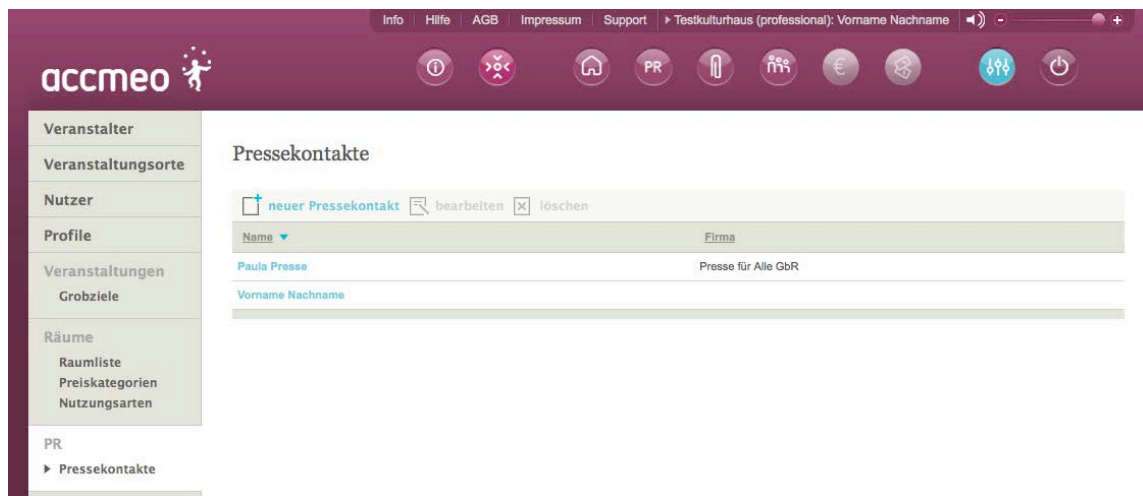 Info Hilfe AGB Impressum Support Testkulturhaus (professional): Vorname Nachname
accmeo
PR
€
Veranstalter
Veranstaltungsorte
Nutzer
Profile
Veranstaltungen
Grobziele
Räume
Raumliste
Preiskategorien
Nutzungsarten
PR
Pressekontakte
Pressekontakte
neuer Pressekontakt bearbeiten löschen
Name Firma
Paula Presse Presse für Alle GbR
Vorname Nachname